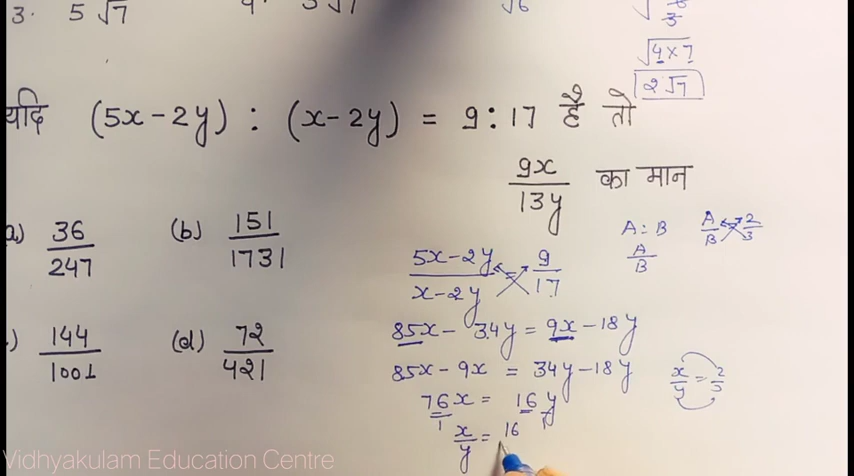 3. 5√7 √6
√4×7
2√7
यदि (5x-2y) : (x-2y) = 9:17 है तो
9x/13y का मान
a) 36/247 (b) 151/1731
A:B A/B 2/3
A/B
5x-2y/x-2y = 9/17
) 144/1001 (d) 72/421
85x - 34y = 9x - 18y
85x - 9x = 34y - 18y x/y = 2/3
76x = 16y
x/y = 16
Vidhyakulam Education Centre